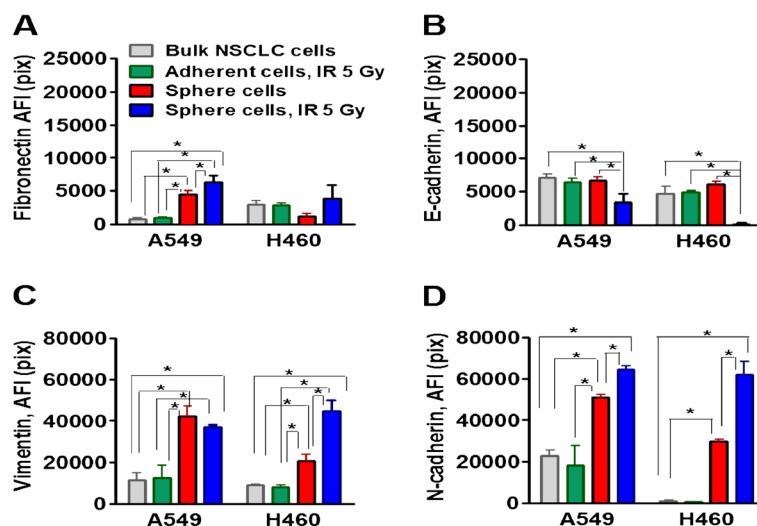 A
Fibronectin AFI (pix)
25000
20000
15000
10000
5000
0
Bulk NSCLC cells
Adherent cells, IR 5 Gy
Sphere cells
Sphere cells, IR 5 Gy
* * * * *
A549 H460
B
E-cadherin, AFI (pix)
25000
20000
15000
10000
5000
0
* * * * * *
A549 H460
C
Vimentin, AFI (pix)
80000
60000
40000
20000
0
* * * * * * * * *
A549 H460
D
N-cadherin, AFI (pix)
80000
60000
40000
20000
0
* * * * * * *
A549 H460